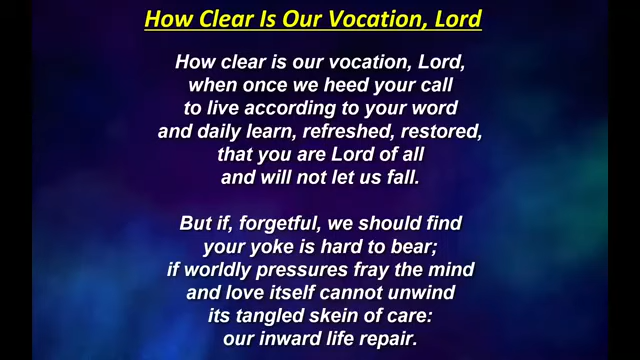 How Clear Is Our Vocation, Lord
How clear is our vocation, Lord,
when once we heed your call
to live according to your word
and daily learn, refreshed, restored,
that you are Lord of all
and will not let us fall.
But if, forgetful, we should find
your yoke is hard to bear;
if worldly pressures fray the mind
and love itself cannot unwind
its tangled skein of care:
our inward life repair.